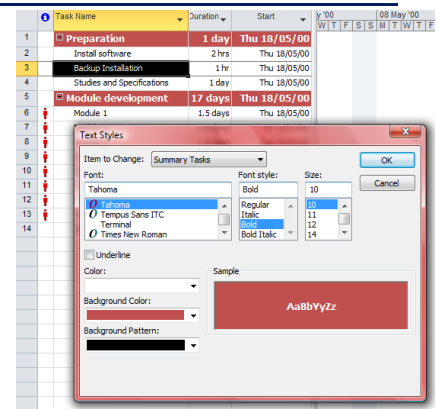 Task Name Duration Start y '00 08 May '00
W T F S S M T W T F
1 Preparation 1 day Thu 18/05/00
2 Install software 2 hrs Thu 18/05/00
3 Backup Installation 1 hr Thu 18/05/00
4 Studies and Specifications 1 day Thu 18/05/00
5 Module development 17 days Thu 18/05/00
6 Module 1 1.5 days Thu 18/05/00
7
8
9
10
11
12
13
14
Text Styles
Item to Change: Summary Tasks
OK
Font: Font style: Size:
Cancel
Tahoma Bold 10
Tahoma Regular 10
Tempus Sans ITC Italic 11
Terminal Bold 12
Times New Roman Bold Italic 14
Underline
Color: Sample
Background Color:
AaBbYyZz
Background Pattern: